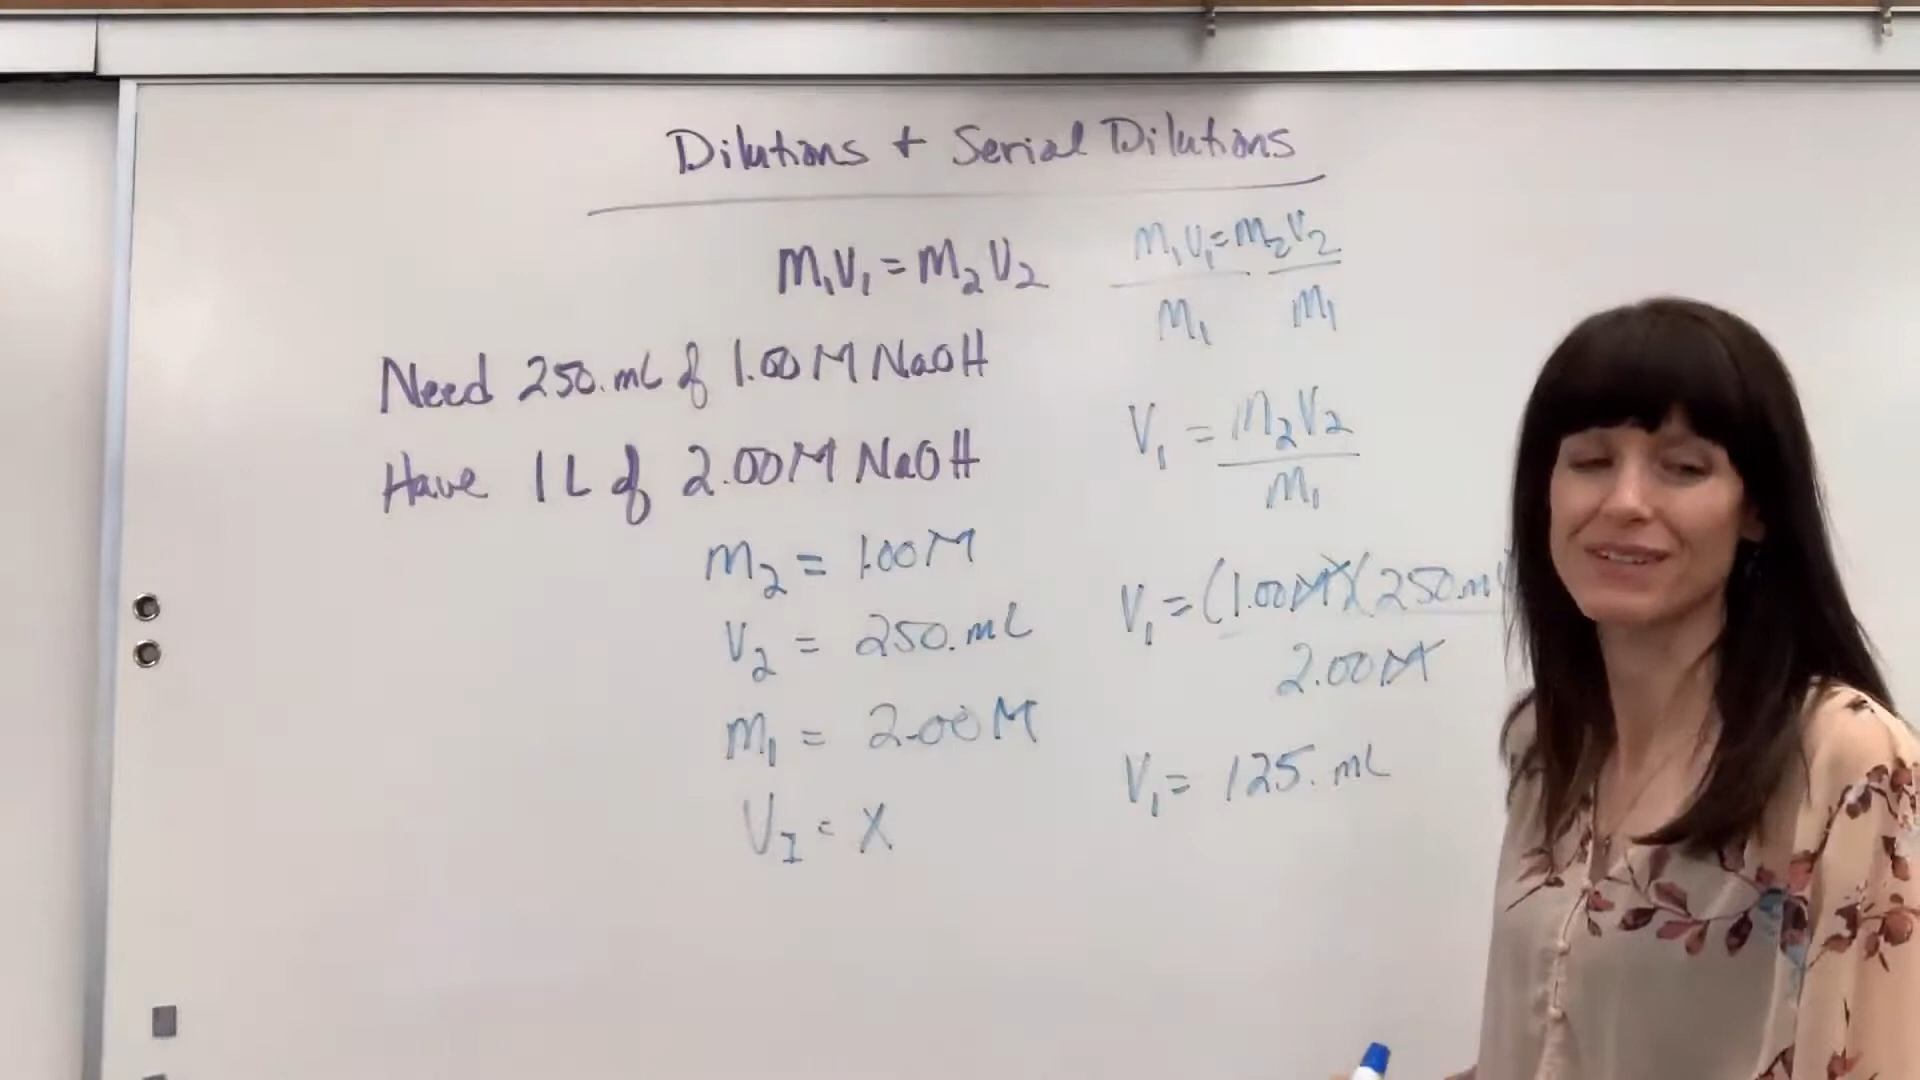 Dilutions + Serial Dilutions
M₁V₁ = M₂V₂
Need 250. mL of 1.00 M NaOH
Have 1 L of 2.00 M NaOH
M₂ = 1.00 M
V₂ = 250. mL
M₁ = 2.00 M
V₁ = X
M₁V₁ = M₂V₂
M₁ M₁
V₁ = M₂V₂
M₁
V₁ = (1.00 M)(250. mL
2.00 M
V₁ = 125. mL